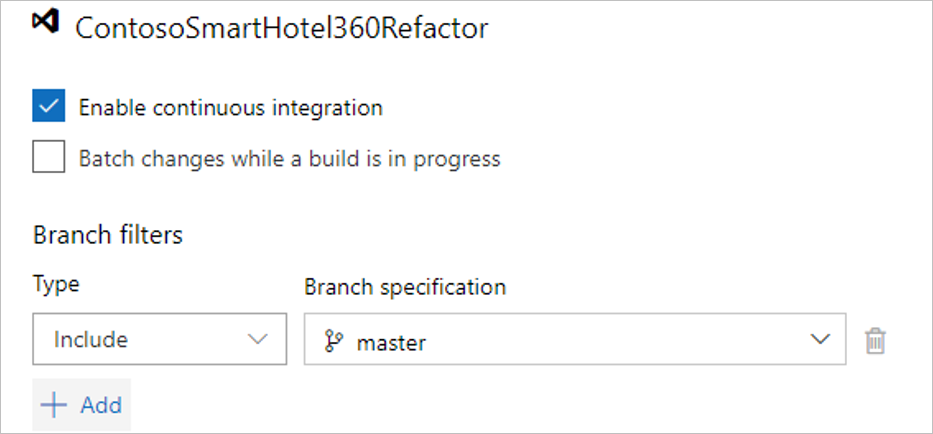 ContosoSmartHotel360Refactor
Enable continuous integration
Batch changes while a build is in progress
Branch filters
Type
Branch specification
Include
master
Add